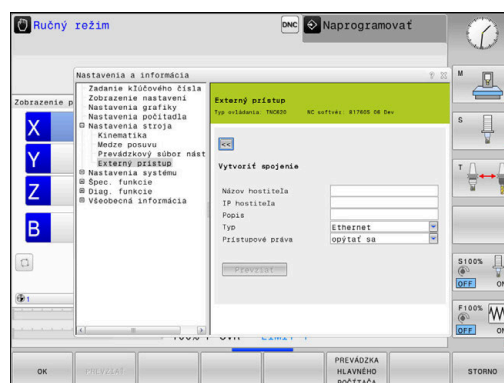 Ručný režim
DNC
Naprogramovať
Nastavenia a informácia
Zadanie kľúčového čísla
Zobrazenie nastavení
Nastavenia grafiky
Nastavenia počítadla
Nastavenia stroja
Kinematika
Medze posuvu
Prevádzkový súbor nást
Externý prístup
Nastavenia systému
Špec. funkcie
Diag. funkcie
Všeobecná informácia
Externý prístup
Typ ovládania: TNC620 NC softvér: 817605 06 Dev
<<
Vytvoriť spojenie
Názov hostiteľa
IP hostiteľa
Popis
Typ
Ethernet
Prístupové práva
opýtať sa
Prevziať
Zobrazenie p
X
Y
Z
B
1
M
S
T
S100%
OFF
F100%
OFF
OK
PREVZIAŤ
PREVÁDZKA
HLAVNÉHO
POČÍTAČA
STORNO